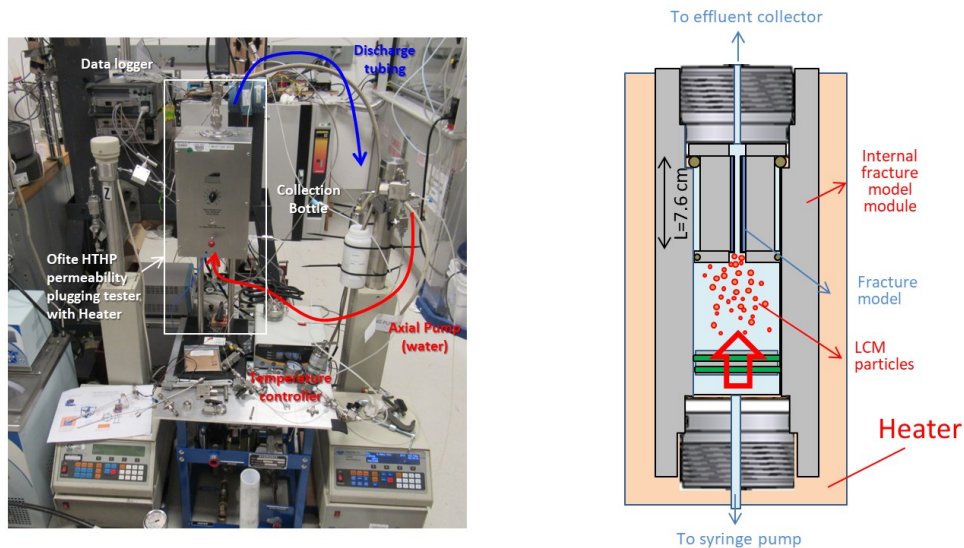 Data logger
Discharge
tubing
Z
Collection
Bottle
Ofite HTHP
permeability
plugging tester
with Heater
Axial Pump
(water)
Temperature
controller
To effluent collector
L=7.6 cm
Internal
fracture
model
module
Fracture
model
LCM
particles
Heater
To syringe pump